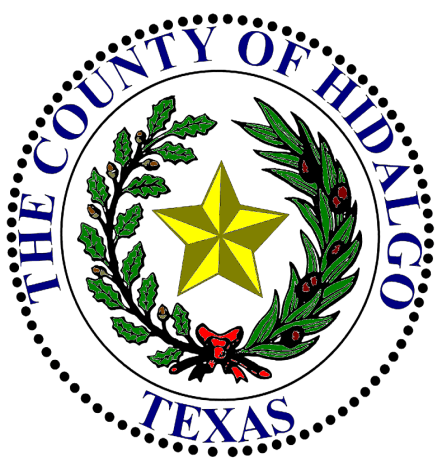 THE COUNTY OF HIDALGO
TEXAS